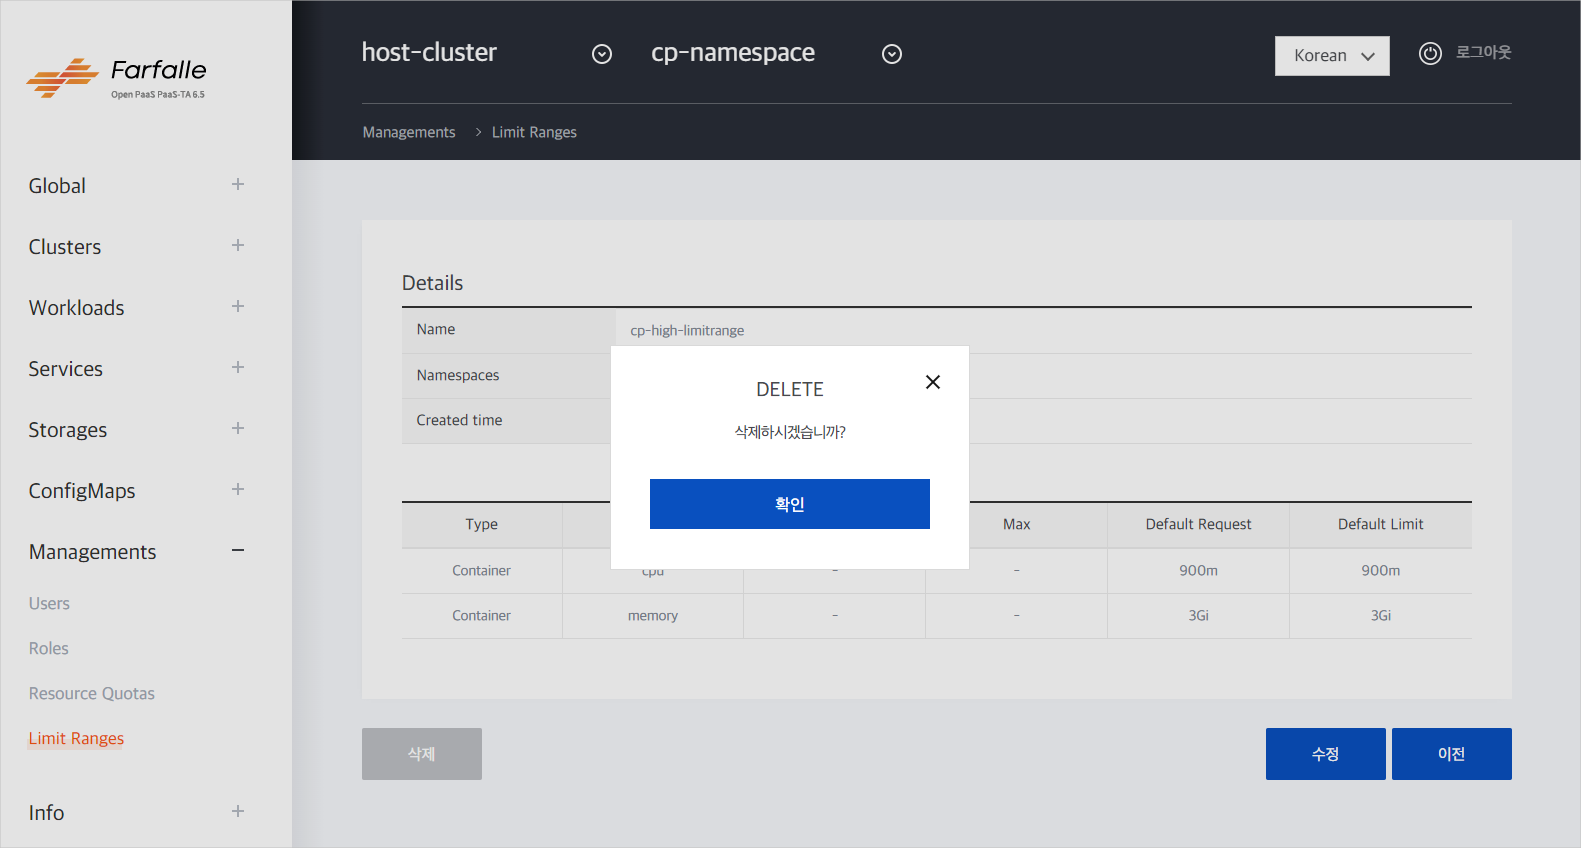 Farfalle
Open PaaS PaaS-TA 6.5
host-cluster
cp-namespace
Korean
로그아웃
Managements > Limit Ranges
Global
Clusters
Workloads
Services
Storages
ConfigMaps
Managements
Users
Roles
Resource Quotas
Limit Ranges
Info
Details
Name cp-high-limitrange
Namespaces
Created time
DELETE
삭제하시겠습니까?
확인
Type Max Default Request Default Limit
Container cpu - - 900m 900m
Container memory - - 3Gi 3Gi
삭제
수정
이전